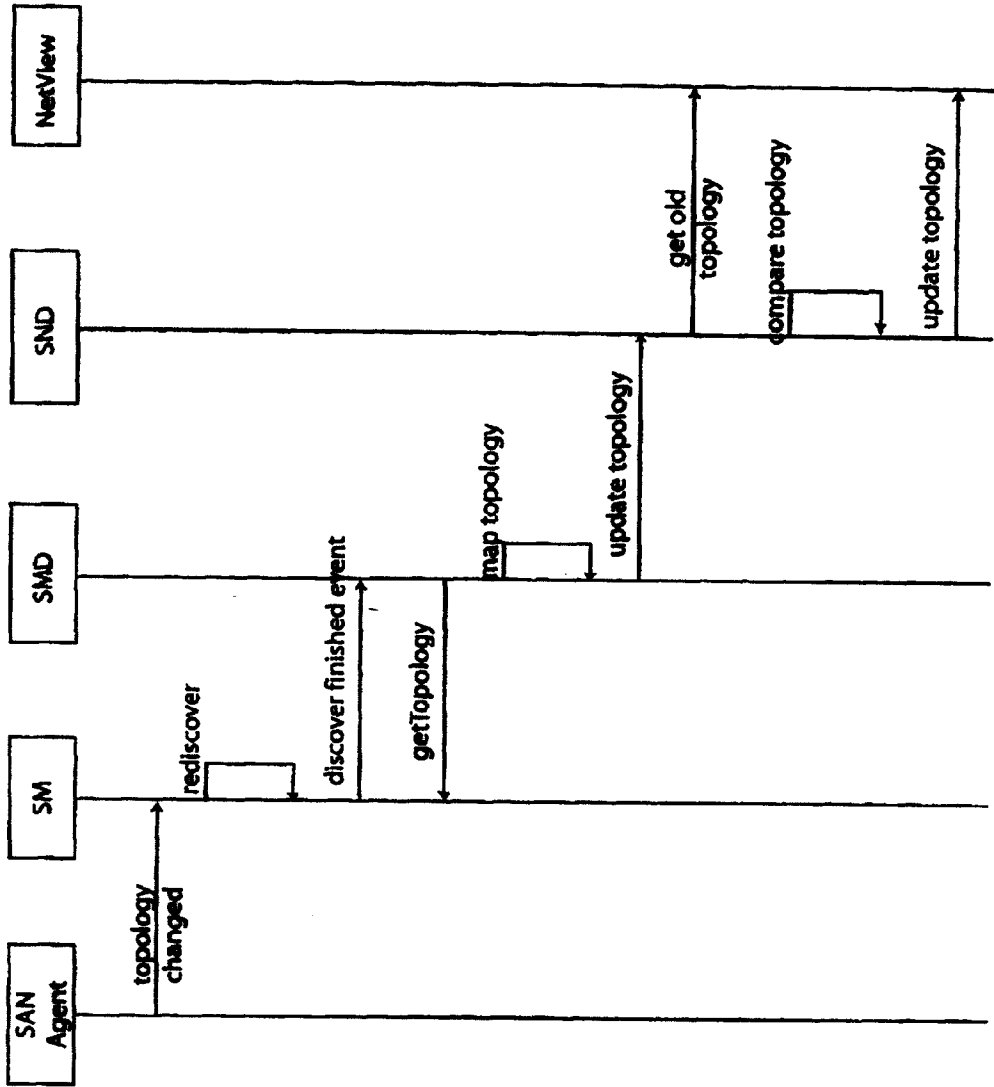 SAN
Agent
SM
SMD
SND
NetView
topology
changed
rediscover
discover finished event
getTopology
map topology
update topology
get old
topology
compare topology
update topology